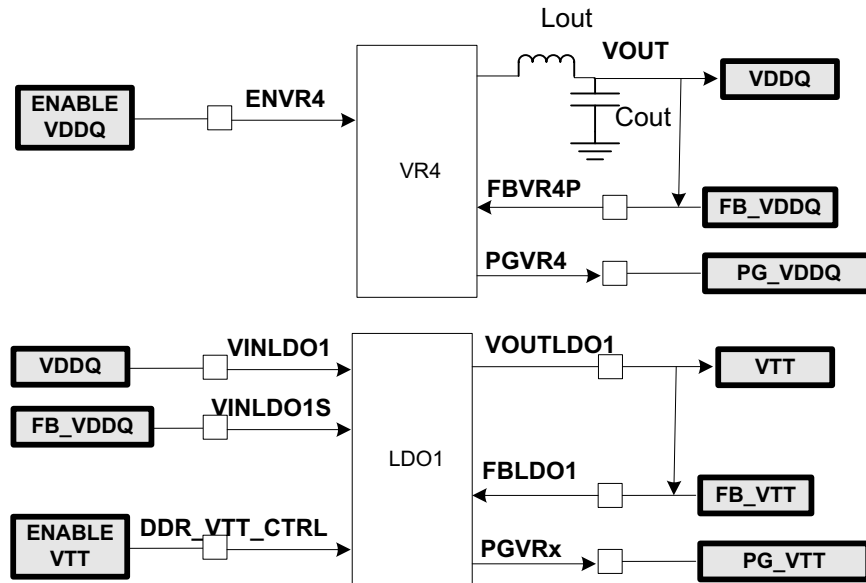 Lout
VOUT
VDDQ
ENABLE
VDDQ
ENVR4
Cout
VR4
FBVR4P
FB_VDDQ
PGVR4
PG_VDDQ
VDDQ
VINLDO1
VOUTLDO1
VTT
FB_VDDQ
VINLDO1S
LDO1
FBLDO1
FB_VTT
ENABLE
VTT
DDR_VTT_CTRL
PGVRx
PG_VTT